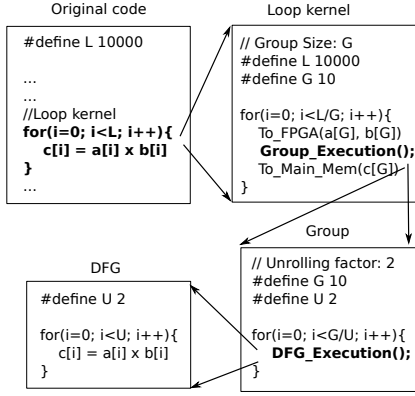 Original code
#define L 10000
...
...
//Loop kernel
for(i=0; i<L; i++){
c[i] = a[i] x b[i]
}
...
Loop kernel
// Group Size: G
#define L 10000
#define G 10
for(i=0; i<L/G; i++){
To_FPGA(a[G], b[G])
Group_Execution();
To_Main_Mem(c[G])
}
Group
// Unrolling factor: 2
#define G 10
#define U 2
for(i=0; i<G/U; i++){
DFG_Execution();
}
DFG
#define U 2
for(i=0; i<U; i++){
c[i] = a[i] x b[i]
}